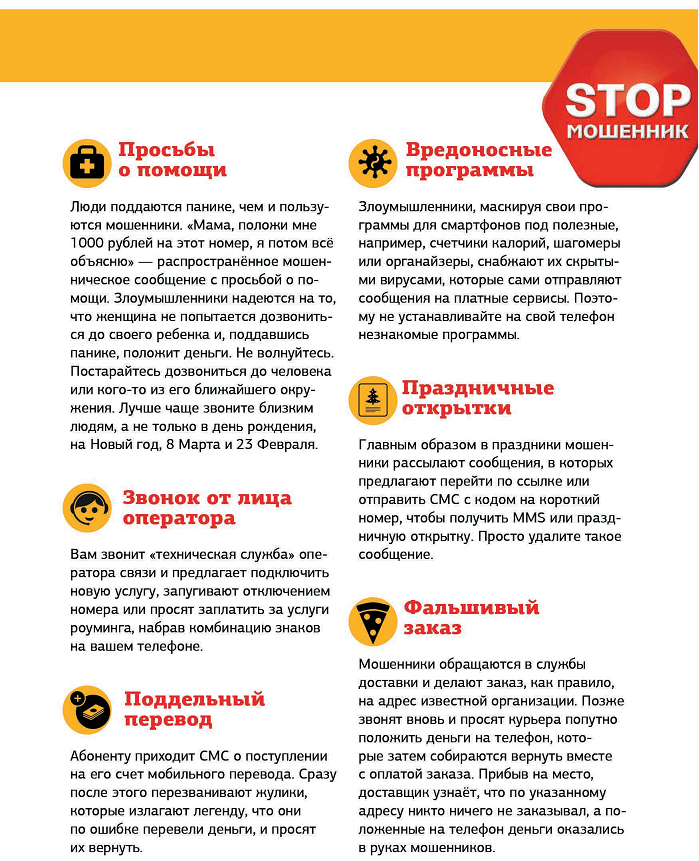 STOP
МОШЕННИК
Просьбы
о помощи
Люди поддаются панике, чем и пользу-
ются мошенники. «Мама, положи мне
1000 рублей на этот номер, я потом всё
объясню» — распространённое мошен-
ническое сообщение с просьбой о по-
мощи. Злоумышленники надеются на то,
что женщина не попытается дозвонить-
ся до своего ребенка и, поддавшись
панике, положит деньги. Не волнуйтесь.
Постарайтесь дозвониться до человека
или кого-то из его ближайшего окру-
жения. Лучше чаще звоните близким
людям, а не только в день рождения,
на Новый год, 8 Марта и 23 Февраля.
Звонок от лица
оператора
Вам звонит «техническая служба» опе-
ратора связи и предлагает подключить
новую услугу, запугивают отключением
номера или просят заплатить за услуги
роуминга, набрав комбинацию знаков
на вашем телефоне.
Поддельный
перевод
Абоненту приходит СМС о поступлении
на его счет мобильного перевода. Сразу
после этого перезванивают жулики,
которые излагают легенду, что они
по ошибке перевели деньги, и просят
их вернуть.
Вредоносные
программы
Злоумышленники, маскируя свои про-
граммы для смартфонов под полезные,
например, счетчики калорий, шагомеры
или органайзеры, снабжают их скрыты-
ми вирусами, которые сами отправляют
сообщения на платные сервисы. Поэто-
му не устанавливайте на свой телефон
незнакомые программы.
Праздничные
открытки
Главным образом в праздники мошен-
ники рассылают сообщения, в которых
предлагают перейти по ссылке или
отправить СМС с кодом на короткий
номер, чтобы получить MMS или празд-
ничную открытку. Просто удалите такое
сообщение.
Фальшивый
заказ
Мошенники обращаются в службы
доставки и делают заказ, как правило,
на адрес известной организации. Позже
звонят вновь и просят курьера попутно
положить деньги на телефон, кото-
рые затем собираются вернуть вместе
с оплатой заказа. Прибыв на место,
доставщик узнаёт, что по указанному
адресу никто ничего не заказывал, а по-
ложенные на телефон деньги оказались
в руках мошенников.